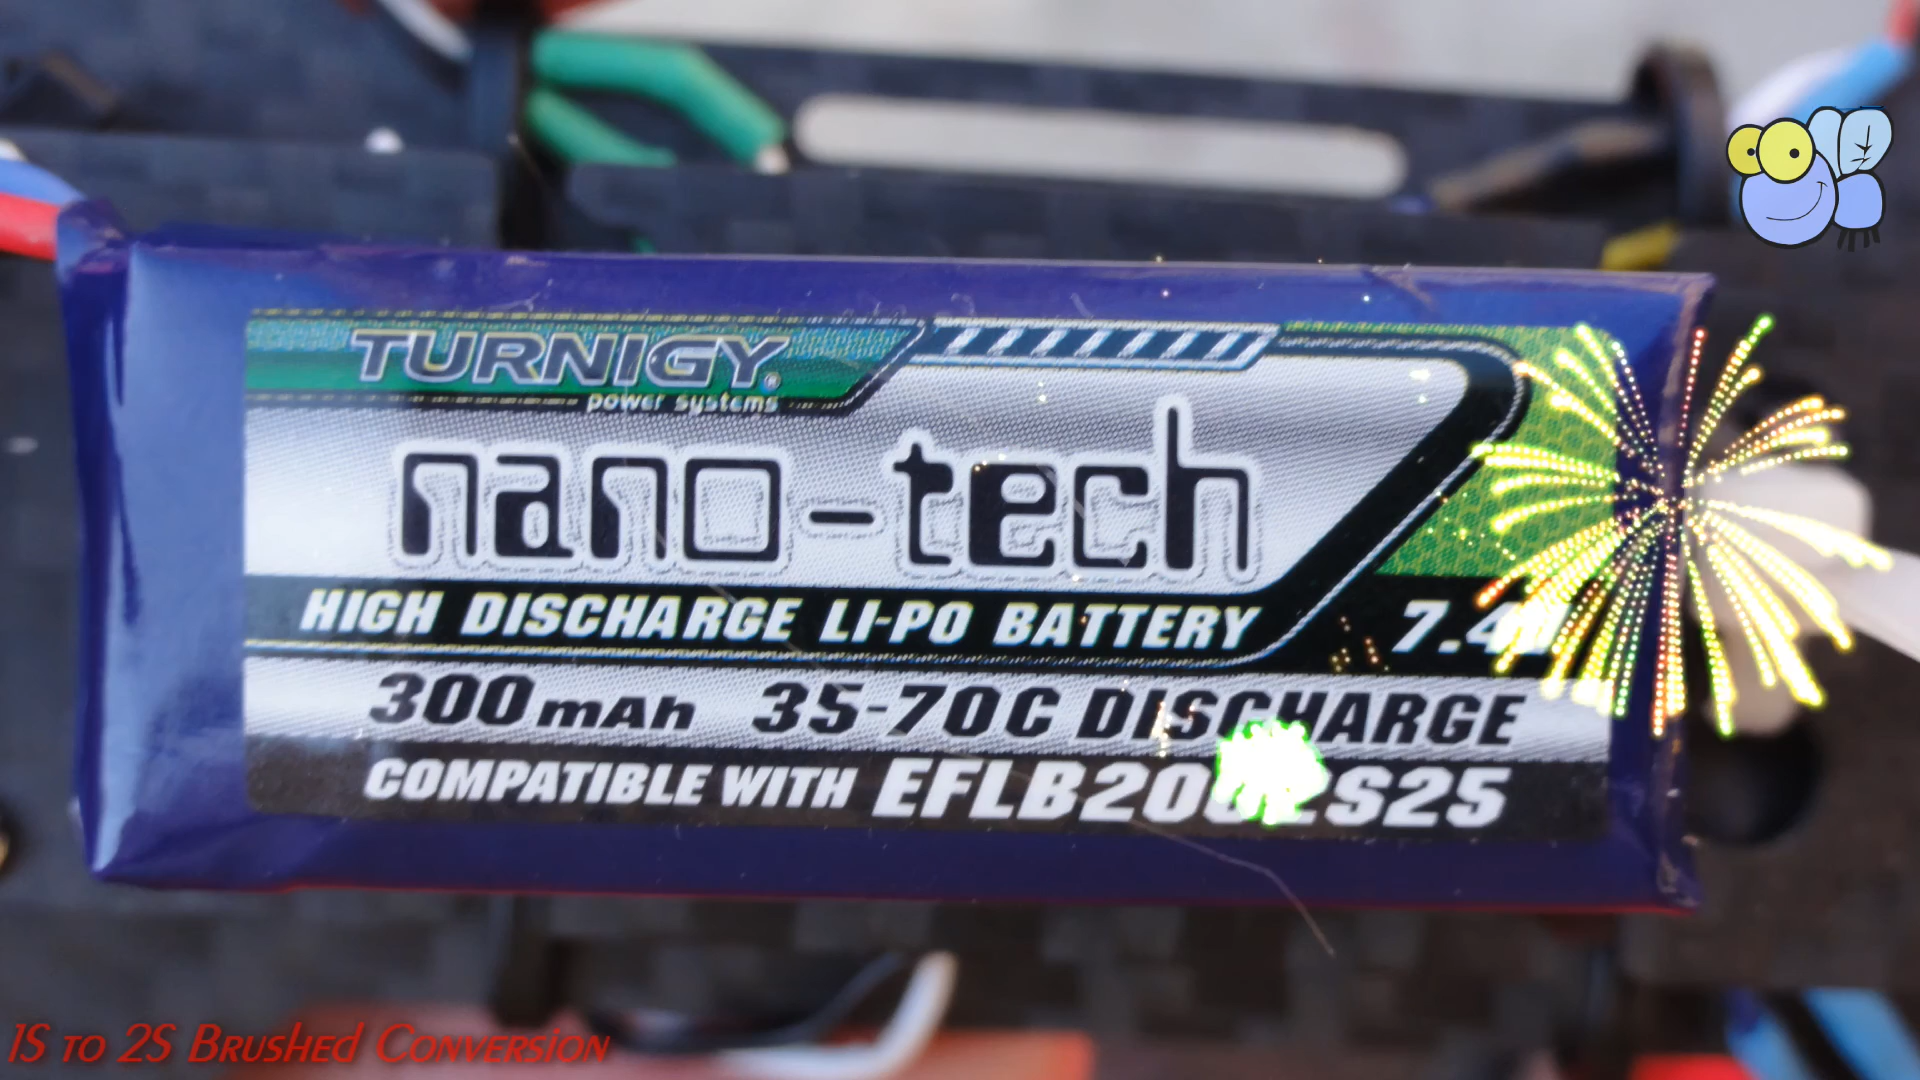 TURNIGY®
power systems
nano-tech
HIGH DISCHARGE LI-PO BATTERY
300mAh 35-70C DISCHARGE
COMPATIBLE WITH
1S to 2S Brushed Conversion